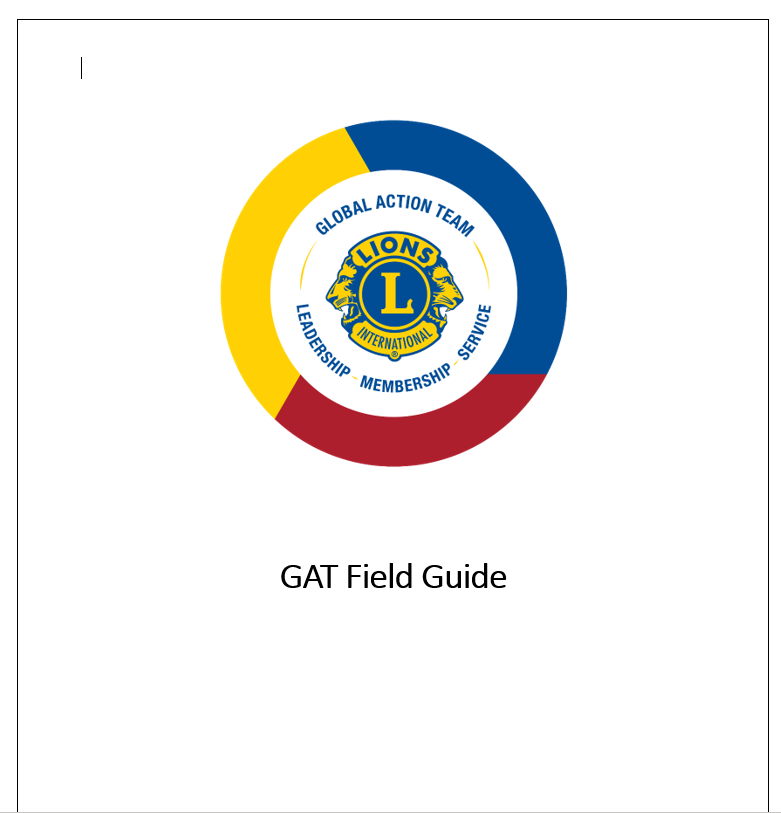 GLOBAL ACTION TEAM
LIONS
L
INTERNATIONAL
®
LEADERSHIP - MEMBERSHIP - SERVICE
GAT Field Guide